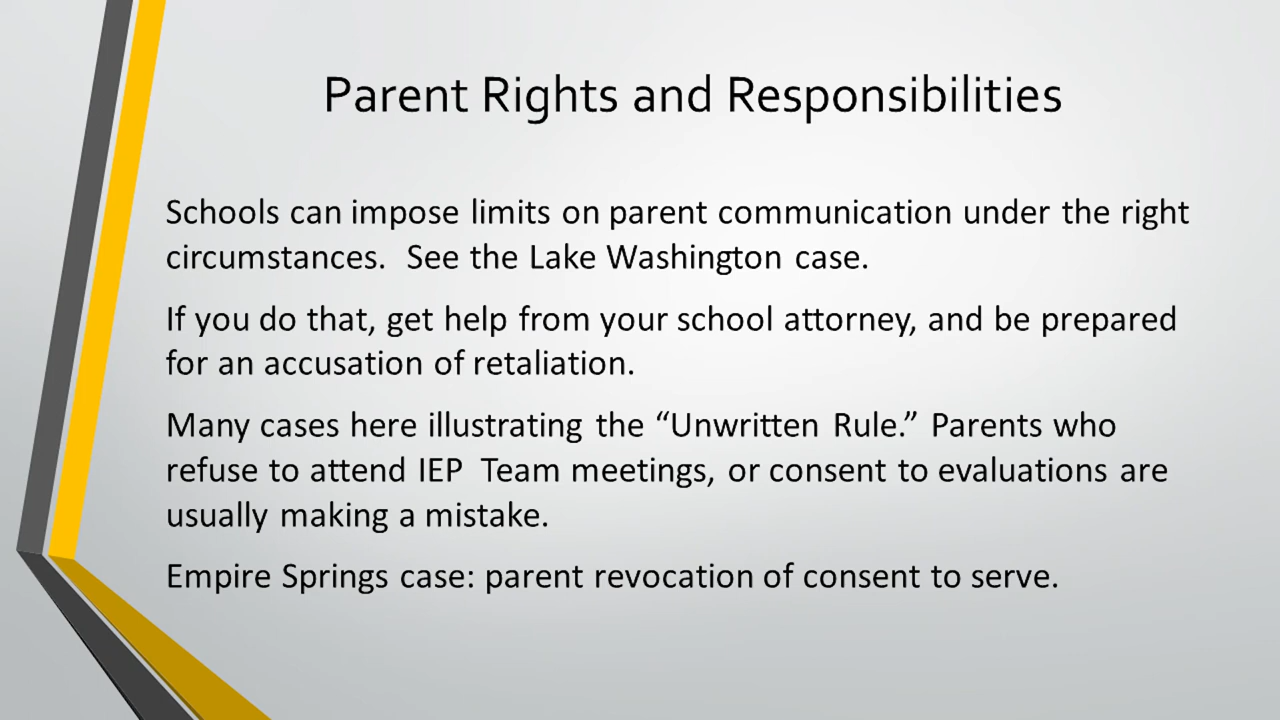 Parent Rights and Responsibilities
Schools can impose limits on parent communication under the right
circumstances.  See the Lake Washington case.
If you do that, get help from your school attorney, and be prepared
for an accusation of retaliation.
Many cases here illustrating the “Unwritten Rule.” Parents who
refuse to attend IEP  Team meetings, or consent to evaluations are
usually making a mistake.
Empire Springs case: parent revocation of consent to serve.